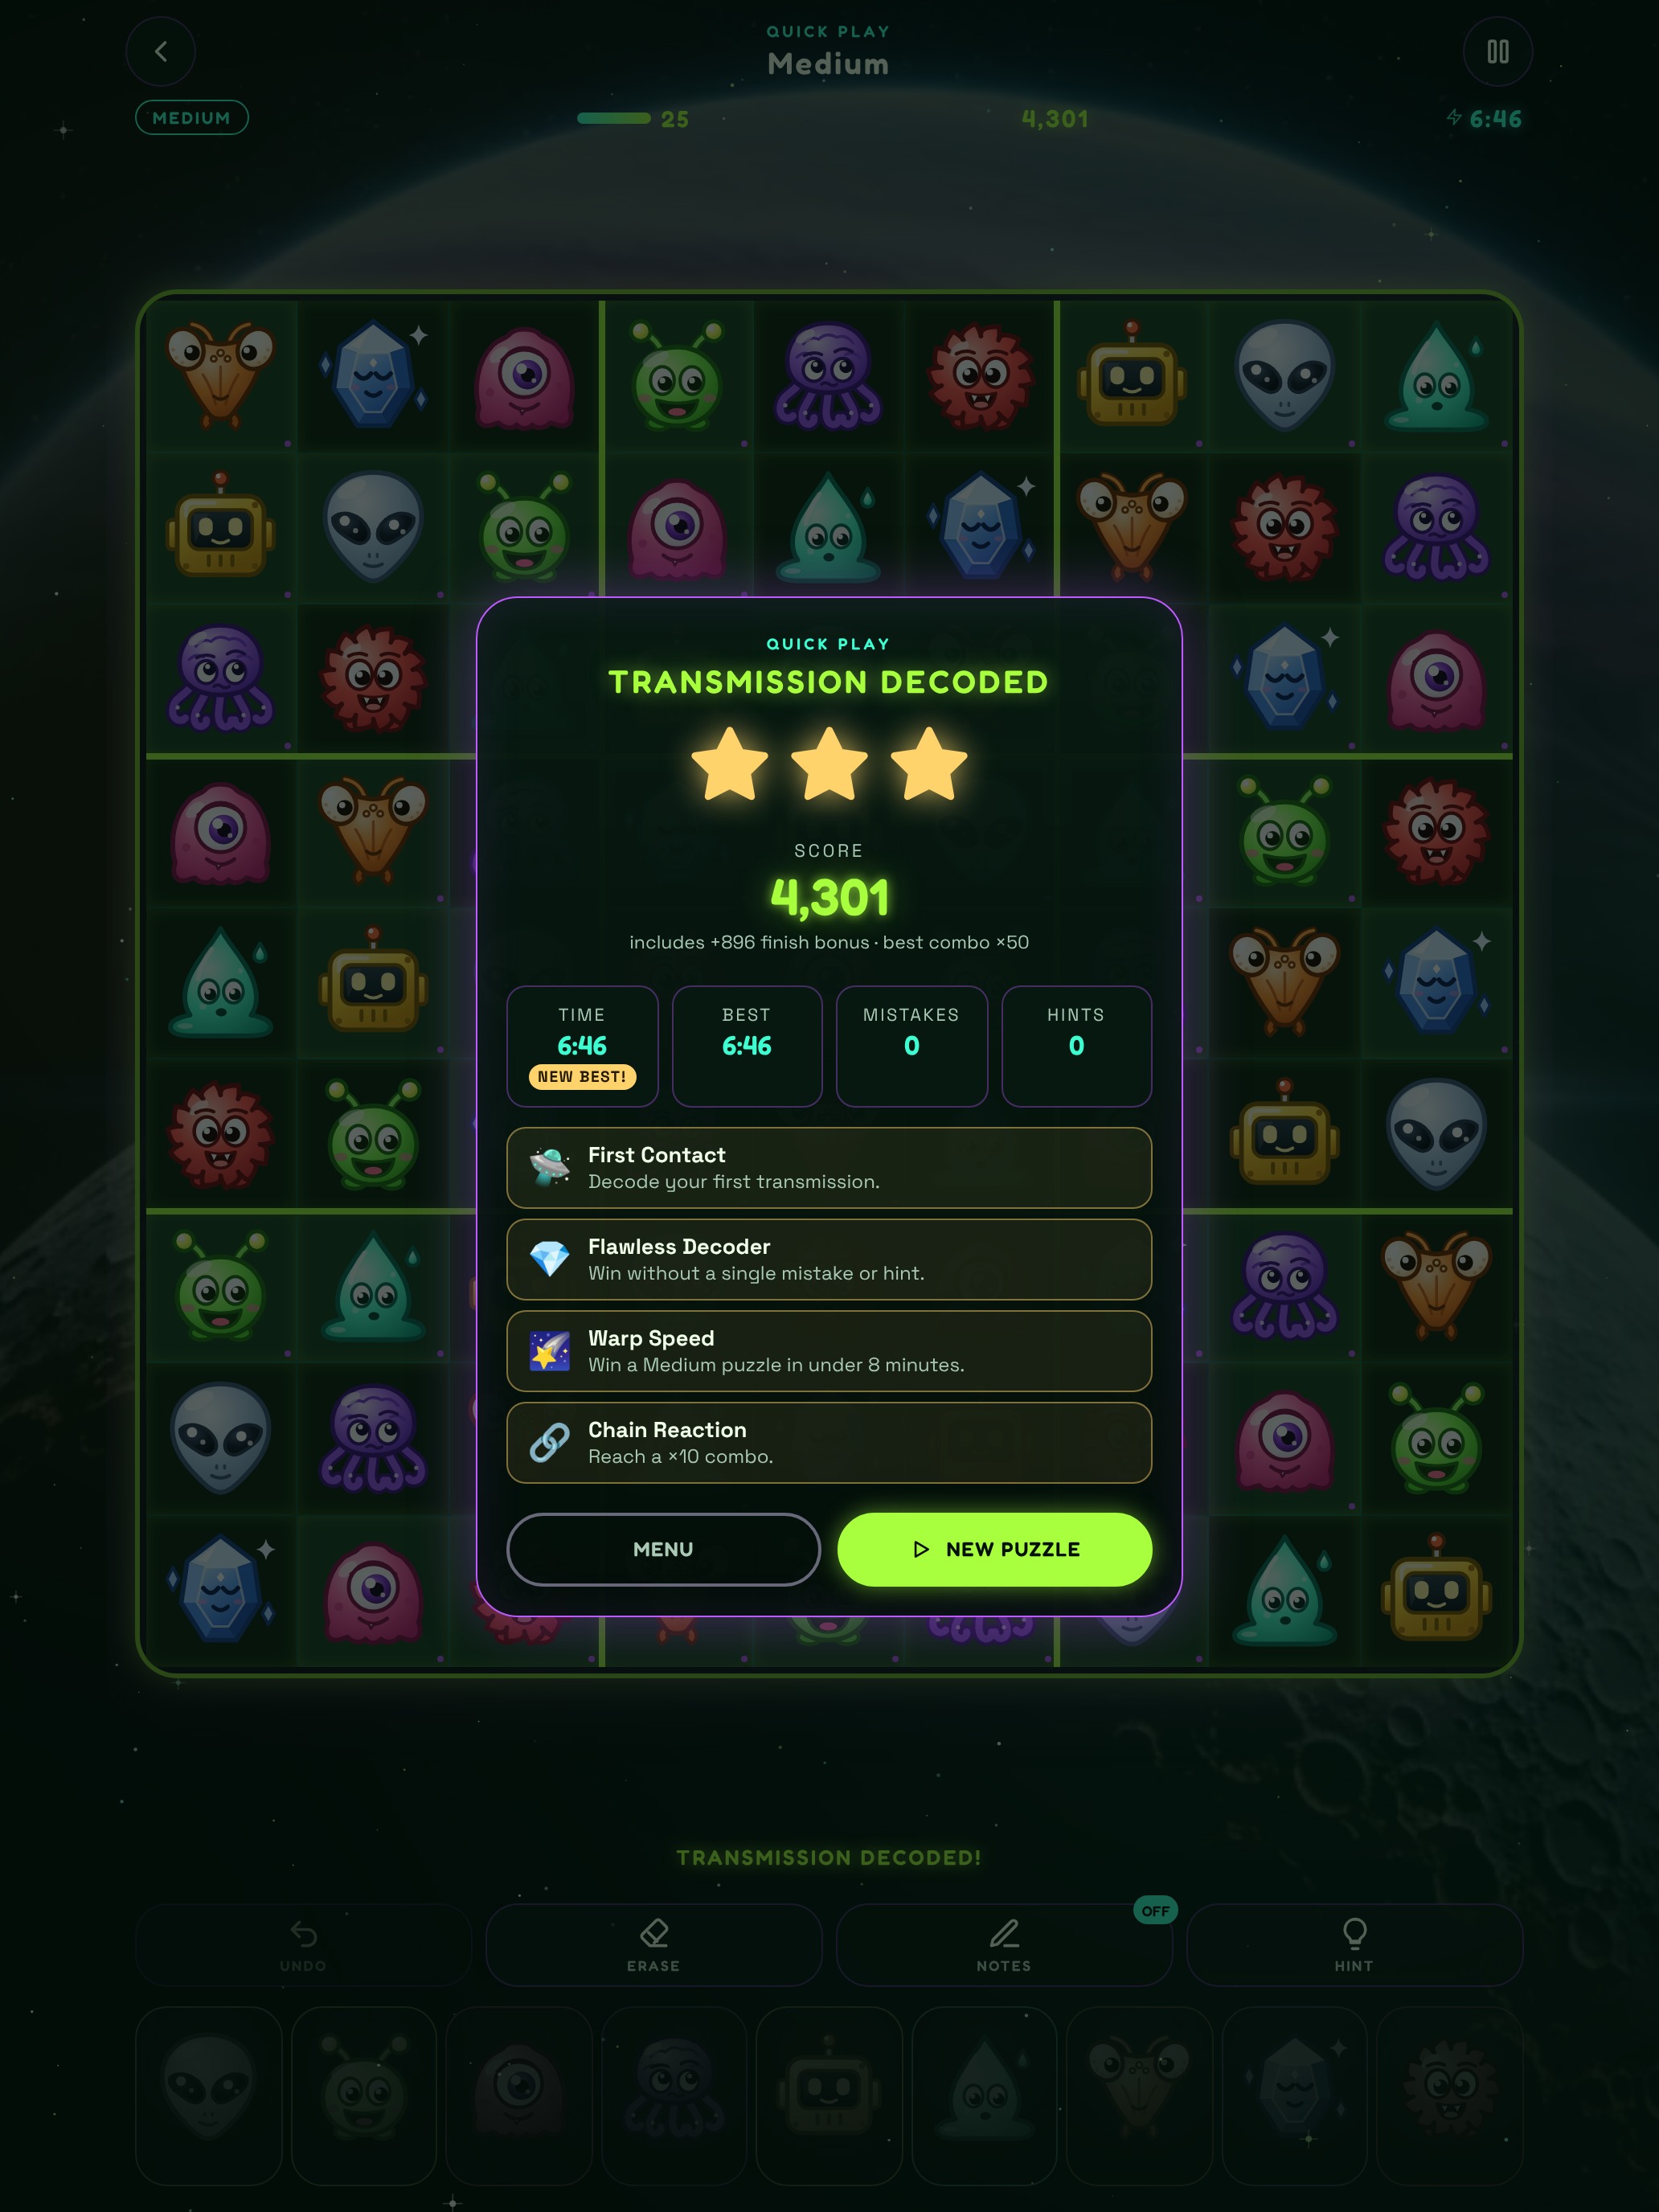 QUICK PLAY
Medium
MEDIUM
25
4,301
6:46
QUICK PLAY
TRANSMISSION DECODED
SCORE
4,301
includes +896 finish bonus · best combo ×50
TIME
6:46
NEW BEST!
BEST
6:46
MISTAKES
0
HINTS
0
First Contact
Decode your first transmission.
Flawless Decoder
Win without a single mistake or hint.
Warp Speed
Win a Medium puzzle in under 8 minutes.
Chain Reaction
Reach a ×10 combo.
MENU
NEW PUZZLE
TRANSMISSION DECODED!
UNDO
ERASE
OFF
NOTES
HINT